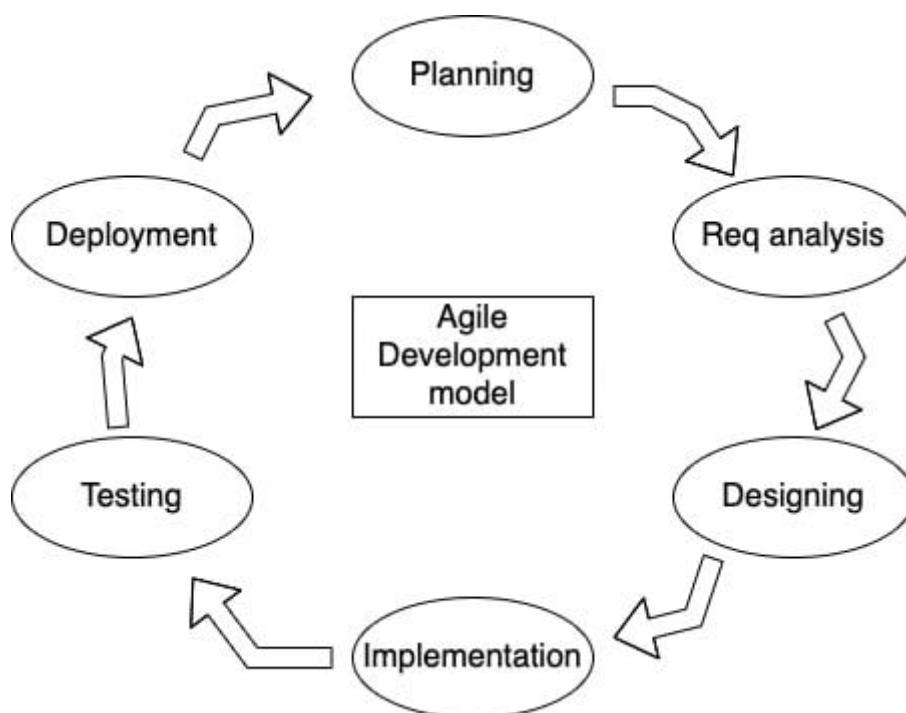 Planning
Req analysis
Designing
Implementation
Testing
Deployment
Agile
Development
model